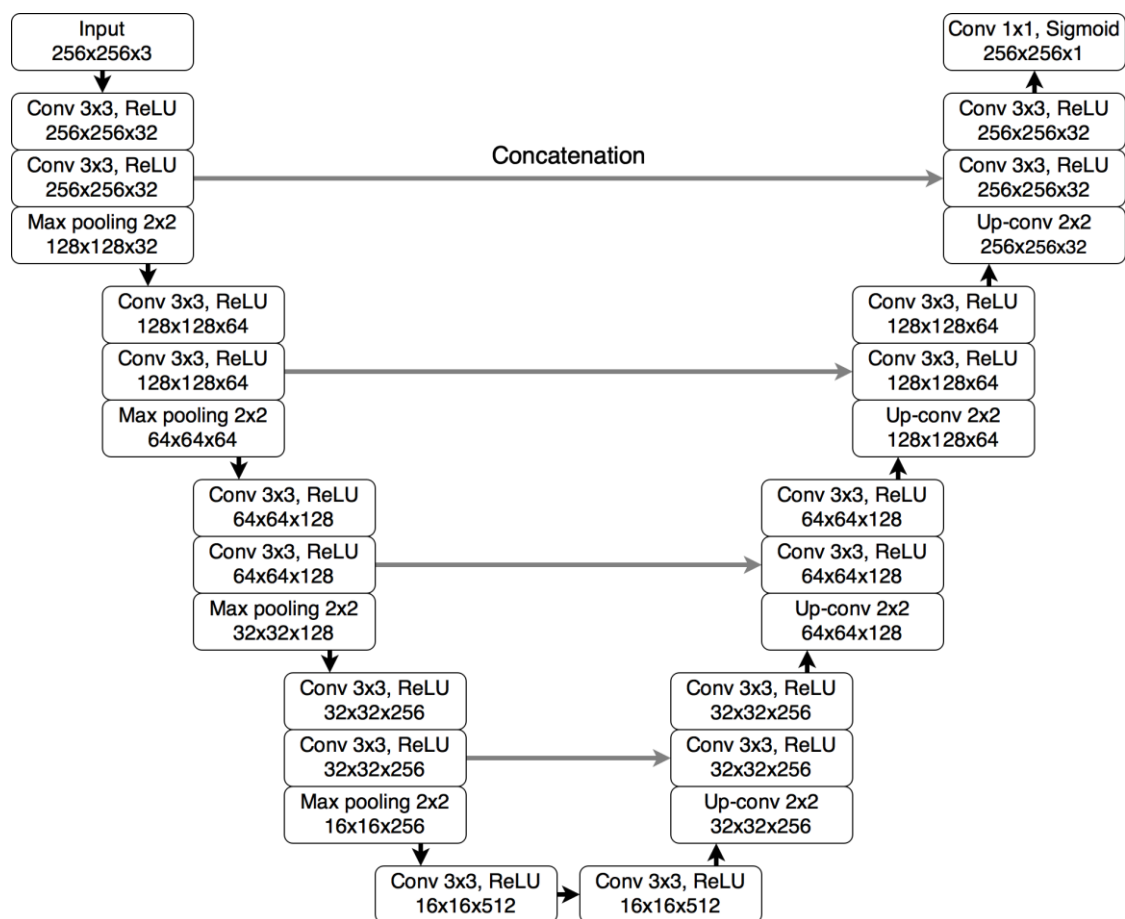 Input
256x256x3
Conv 3x3, ReLU
256x256x32
Conv 3x3, ReLU
256x256x32
Max pooling 2x2
128x128x32
Conv 3x3, ReLU
128x128x64
Conv 3x3, ReLU
128x128x64
Max pooling 2x2
64x64x64
Conv 3x3, ReLU
64x64x128
Conv 3x3, ReLU
64x64x128
Max pooling 2x2
32x32x128
Conv 3x3, ReLU
32x32x256
Conv 3x3, ReLU
32x32x256
Max pooling 2x2
16x16x256
Conv 3x3, ReLU
16x16x512
Concatenation
Conv 3x3, ReLU
16x16x512
Conv 3x3, ReLU
32x32x256
Conv 3x3, ReLU
32x32x256
Up-conv 2x2
32x32x256
Conv 3x3, ReLU
64x64x128
Conv 3x3, ReLU
64x64x128
Up-conv 2x2
64x64x128
Conv 3x3, ReLU
128x128x64
Conv 3x3, ReLU
128x128x64
Up-conv 2x2
128x128x64
Conv 1x1, Sigmoid
256x256x1
Conv 3x3, ReLU
256x256x32
Conv 3x3, ReLU
256x256x32
Up-conv 2x2
256x256x32